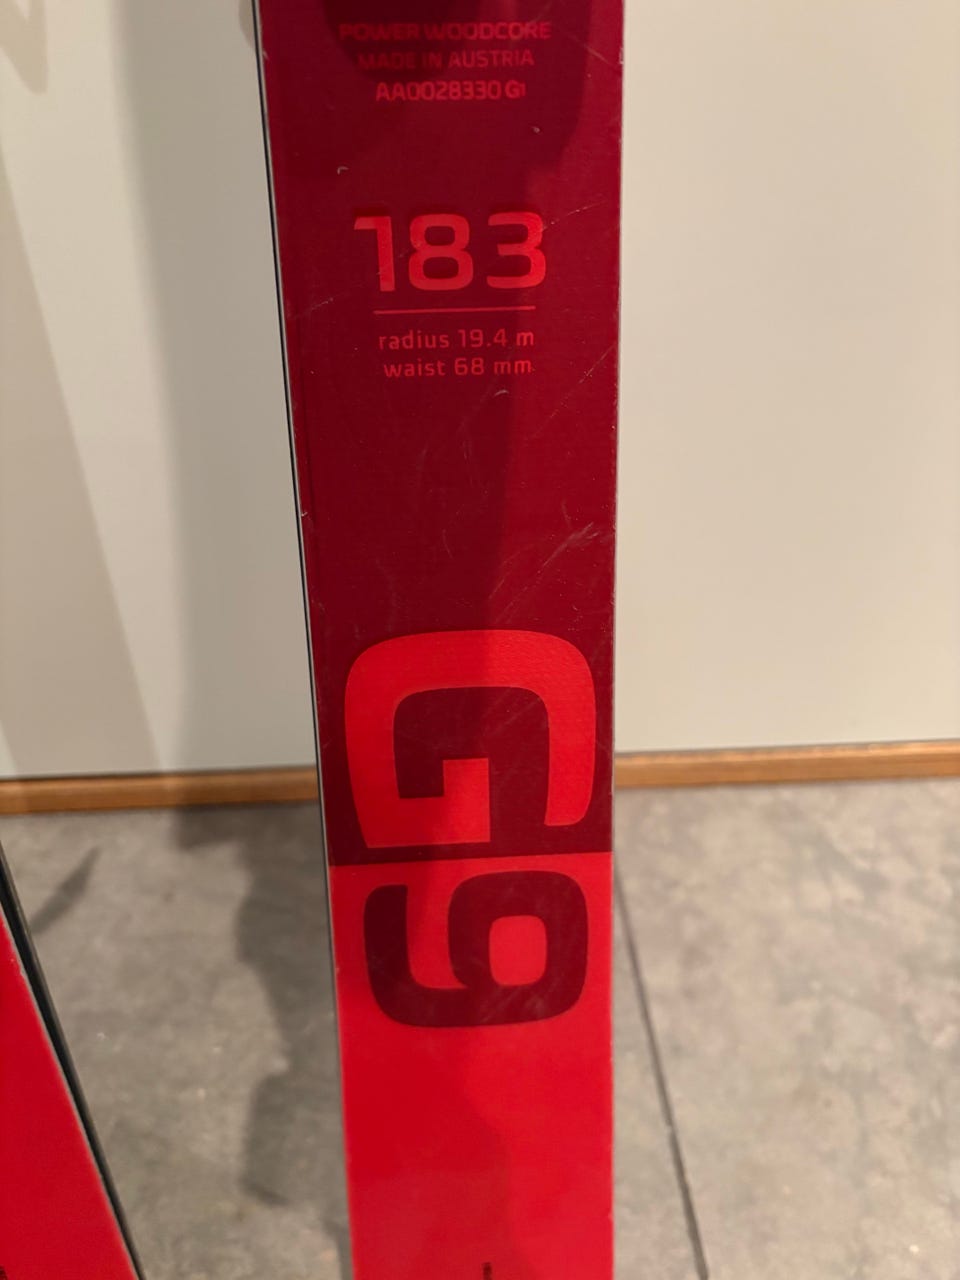 POWER WOODCORE
MADE IN AUSTRIA
AA0028330 G1
183
radius 19.4 m
waist 68 mm
G9